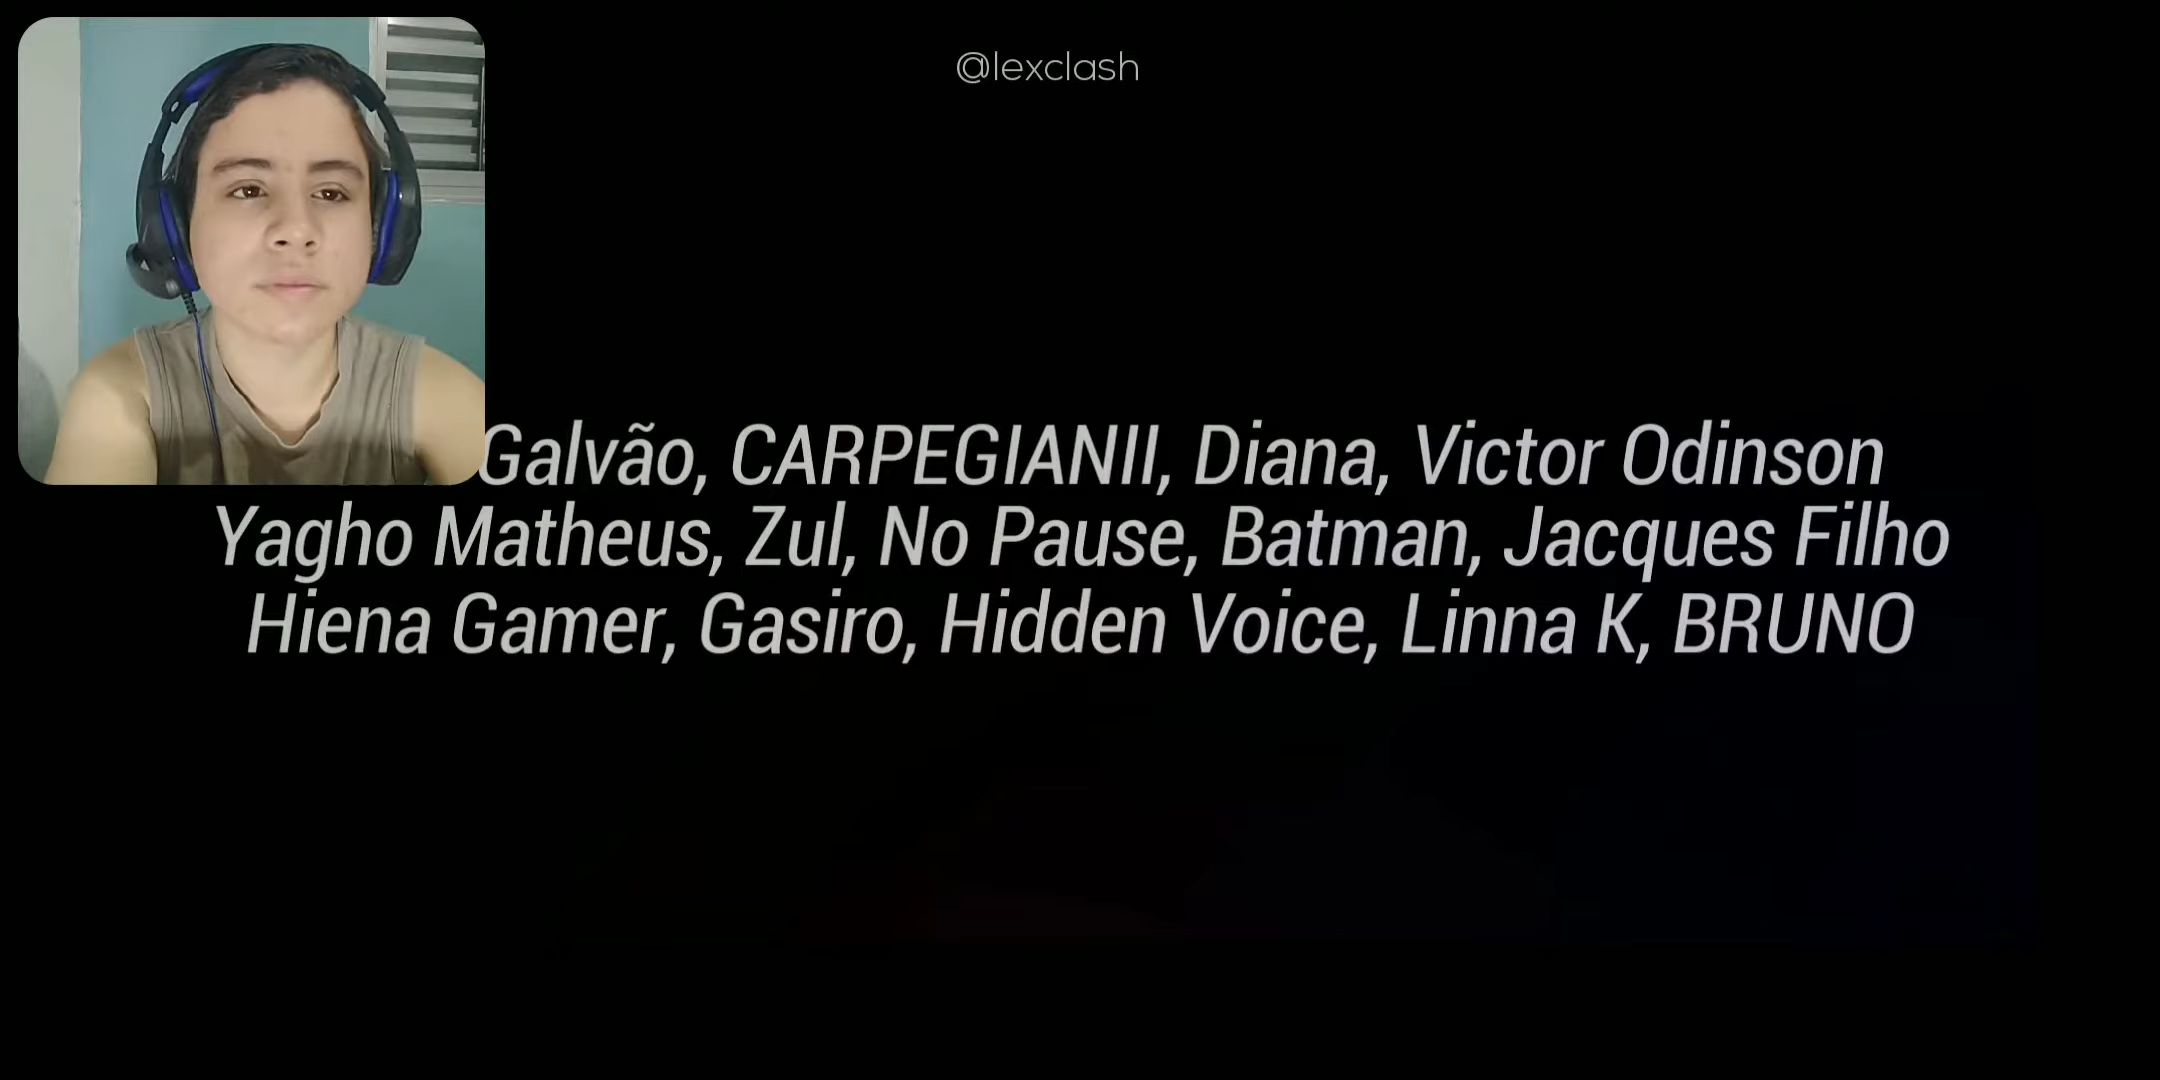 @lexclash
Galvão, CARPEGIANII, Diana, Victor Odinson
Yagho Matheus, Zul, No Pause, Batman, Jacques Filho
Hiena Gamer, Gasiro, Hidden Voice, Linna K, BRUNO